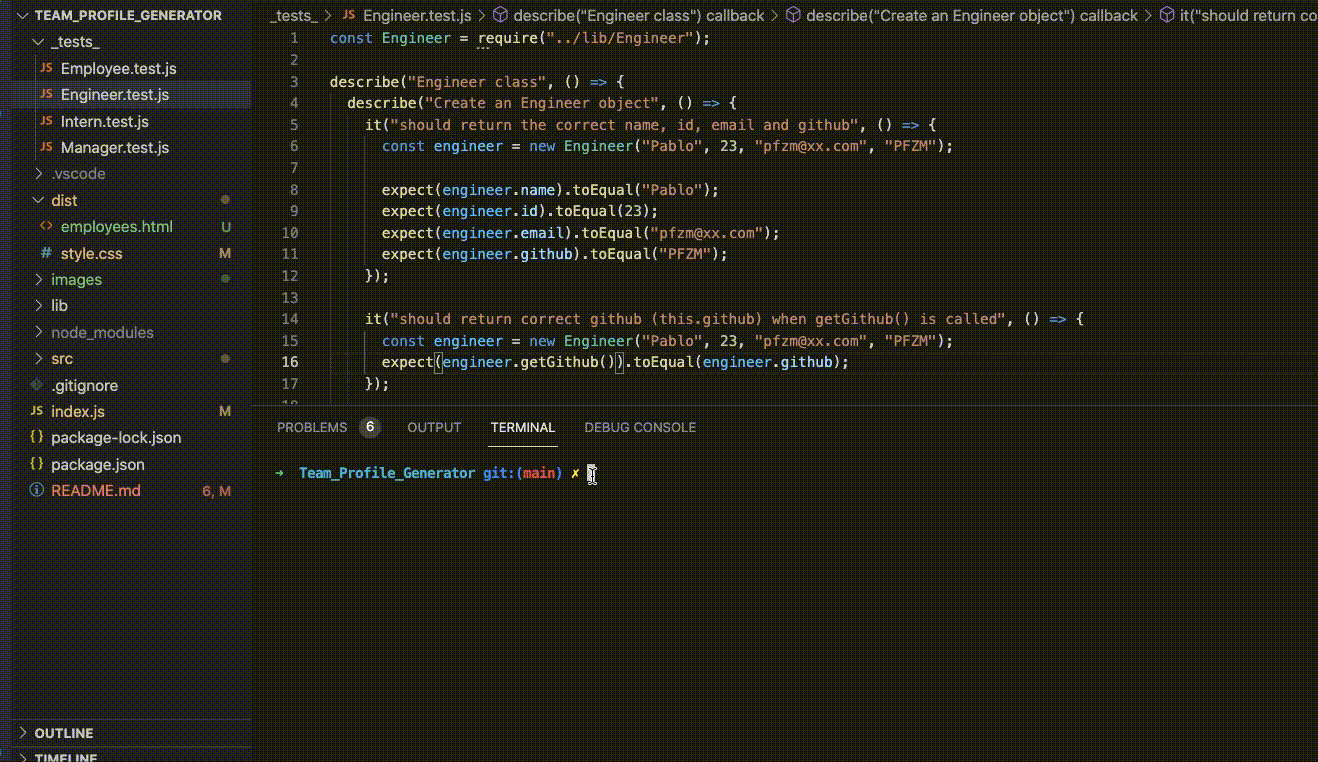 TEAM_PROFILE_GENERATOR
_tests_
JS Employee.test.js
JS Engineer.test.js
JS Intern.test.js
JS Manager.test.js
.vscode
dist
<> employees.html U
# style.css M
images
lib
node_modules
src
.gitignore
JS index.js M
{} package-lock.json
{} package.json
README.md 6, M
OUTLINE
TIMELINE
_tests_ > JS Engineer.test.js > describe("Engineer class") callback > describe("Create an Engineer object") callback > it("should return co
1 const Engineer = require("../lib/Engineer");
2
3 describe("Engineer class", () => {
4 describe("Create an Engineer object", () => {
5 it("should return the correct name, id, email and github", () => {
6 const engineer = new Engineer("Pablo", 23, "pfzm@xx.com", "PFZM");
7
8 expect(engineer.name).toEqual("Pablo");
9 expect(engineer.id).toEqual(23);
10 expect(engineer.email).toEqual("pfzm@xx.com");
11 expect(engineer.github).toEqual("PFZM");
12 });
13
14 it("should return correct github (this.github) when getGithub() is called", () => {
15 const engineer = new Engineer("Pablo", 23, "pfzm@xx.com", "PFZM");
16 expect(engineer.getGithub()).toEqual(engineer.github);
17 });
18
PROBLEMS 6 OUTPUT TERMINAL DEBUG CONSOLE
→ Team_Profile_Generator git:(main) ✗